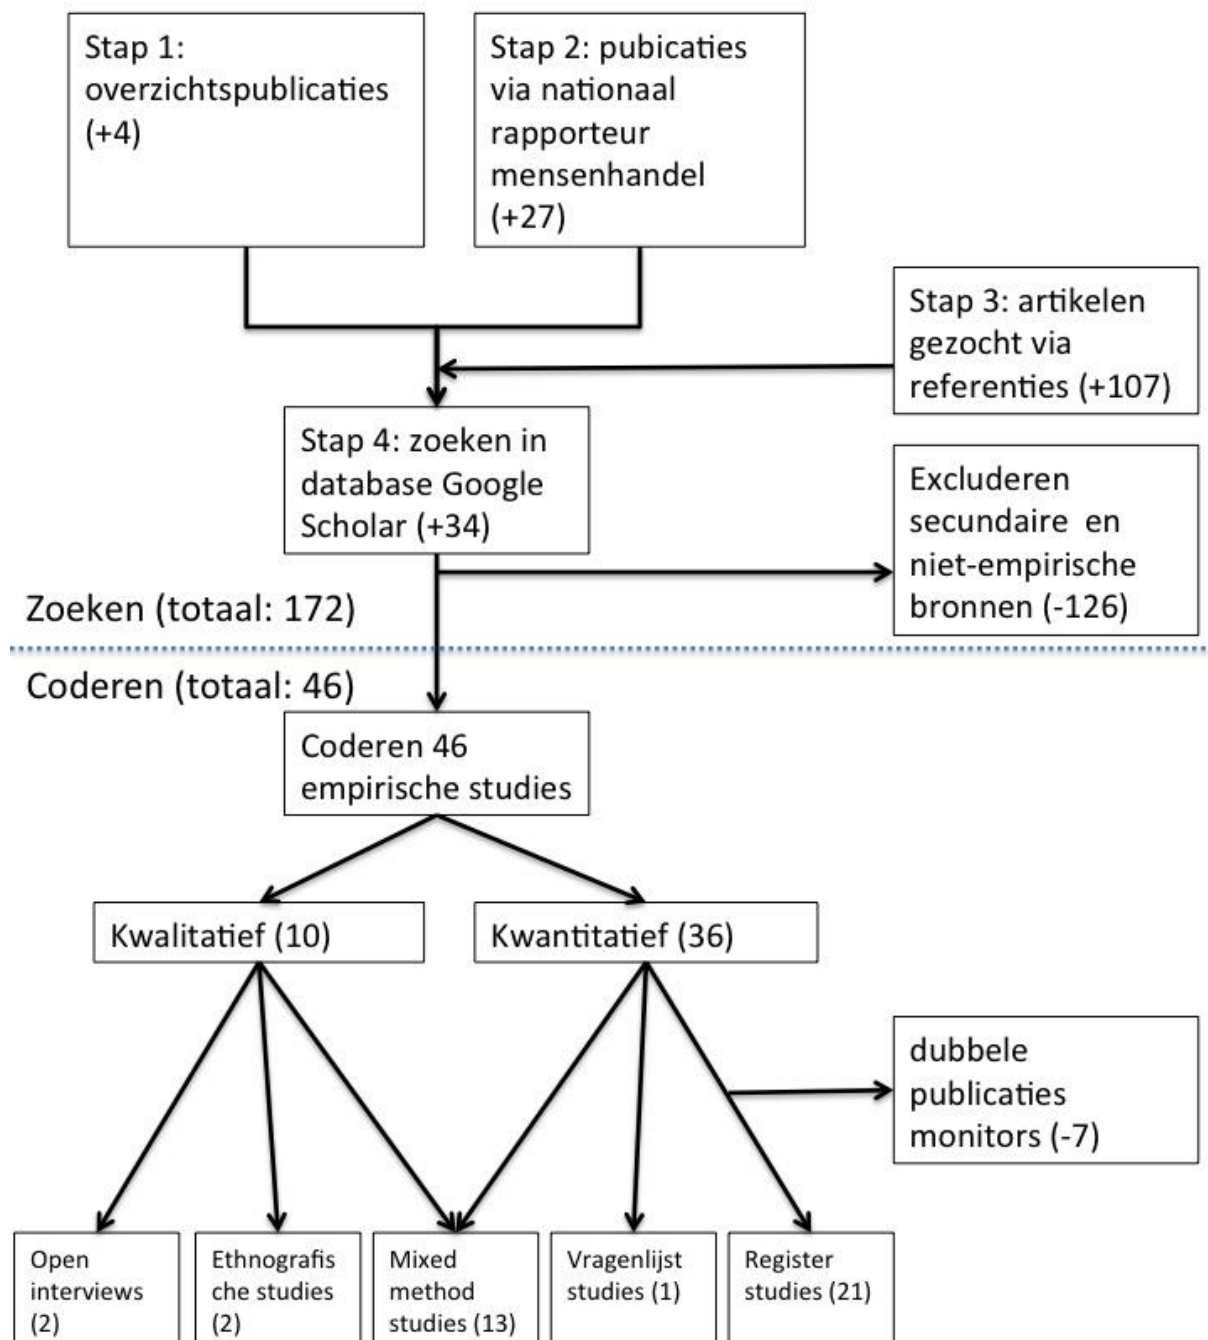 Stap 1:
overzichtspublicaties
(+4)
Stap 2: pubicaties
via nationaal
rapporteur
mensenhandel
(+27)
Stap 3: artikelen
gezocht via
referenties (+107)
Stap 4: zoeken in
database Google
Scholar (+34)
Excluderen
secundaire en
niet-empirische
bronnen (-126)
Zoeken (totaal: 172)
Coderen (totaal: 46)
Coderen 46
empirische studies
Kwalitatief (10)
Kwantitatief (36)
dubbele
publicaties
monitors (-7)
Open
interviews
(2)
Ethnografis
che studies
(2)
Mixed
method
studies (13)
Vragenlijst
studies (1)
Register
studies (21)